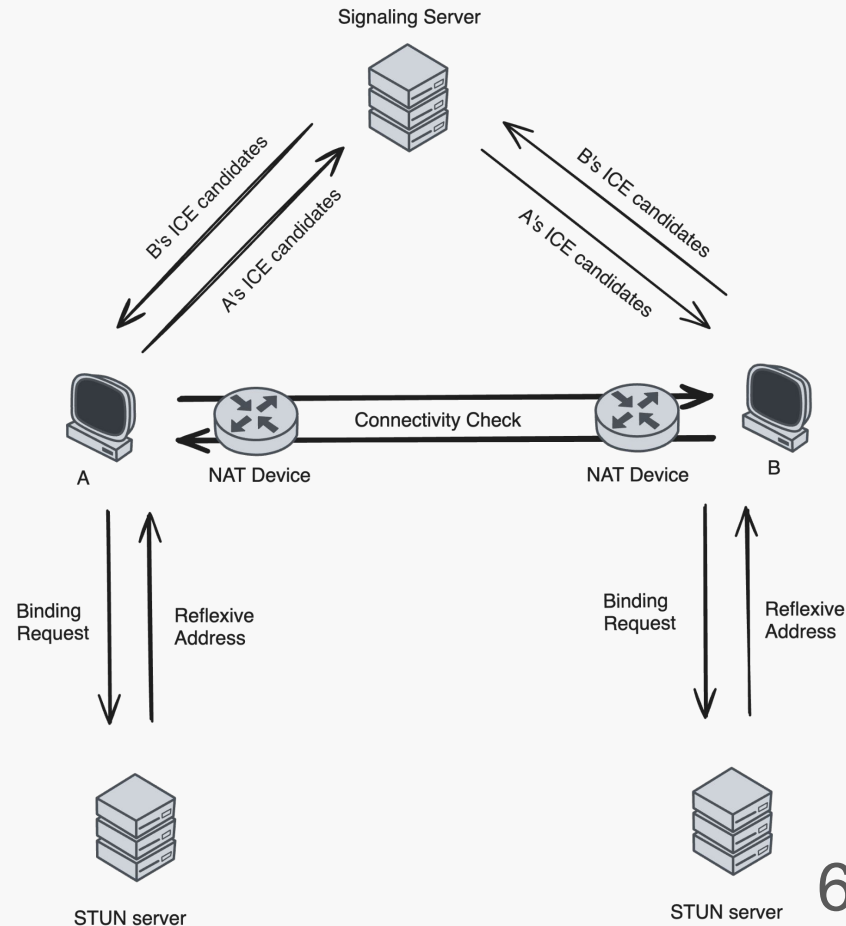 Signaling Server
B's ICE candidates
A's ICE candidates
B's ICE candidates
A's ICE candidates
Connectivity Check
A
NAT Device
NAT Device
B
Binding
Request
Reflexive
Address
Binding
Request
Reflexive
Address
STUN server
STUN server
6